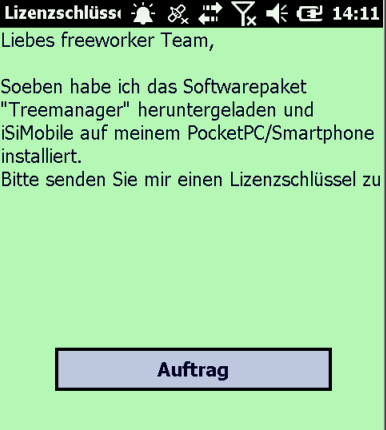 Lizenzschlüss 14:11
Liebes freeworker Team,
Soeben habe ich das Softwarepaket
"Treemanager" heruntergeladen und
iSiMobile auf meinem PocketPC/Smartphone
installiert.
Bitte senden Sie mir einen Lizenzschlüssel zu
Auftrag